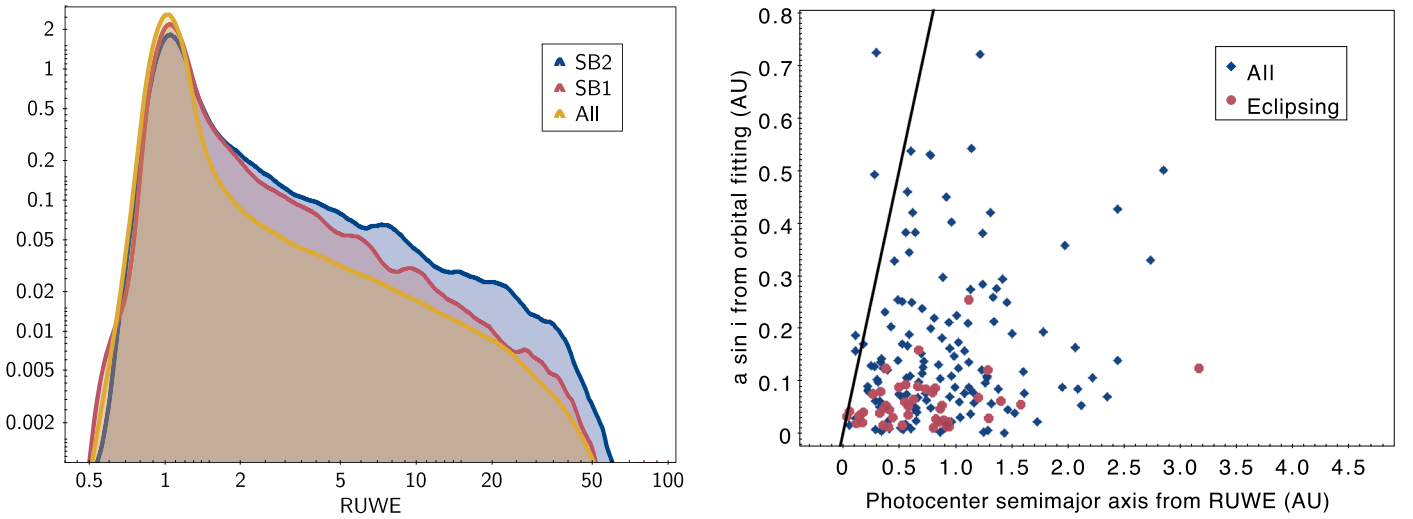 2
1
0.5
0.2
0.1
0.05
0.02
0.01
0.005
0.002
0.5 1 2 5 10 20 50 100
RUWE
SB2
SB1
All
0.8
0.7
0.6
0.5
0.4
0.3
0.2
0.1
0
a sin i from orbital fitting (AU)
0 0.5 1.0 1.5 2.0 2.5 3.0 3.5 4.0 4.5
Photocenter semimajor axis from RUWE (AU)
All
Eclipsing